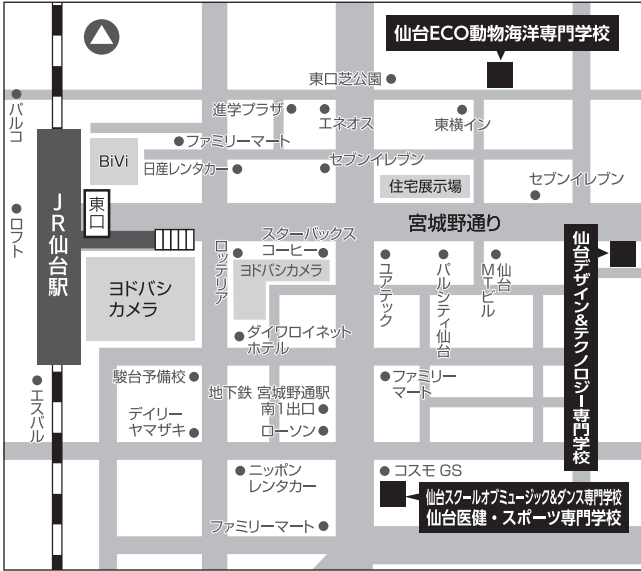 仙台ECO動物海洋専門学校
東口芝公園
パルコ
進学プラザ
エネオス
東横イン
ファミリーマート
BiVi
日産レンタカー
セブンイレブン
住宅展示場
セブンイレブン
JR仙台駅
東口
ロフト
宮城野通り
仙台デザイン&テクノロジー専門学校
スターバックス
コーヒー
ロッテリア
ヨドバシカメラ
ヨドバシ
カメラ
ユアテック
パルシティ仙台
仙台
MTビル
ダイワロイネット
ホテル
駿台予備校
地下鉄 宮城野通駅
南1出口
ファミリー
マート
エスパル
デイリー
ヤマザキ
ローソン
ニッポン
レンタカー
コスモ GS
仙台スクールオブミュージック&ダンス専門学校
仙台医健・スポーツ専門学校
ファミリーマート